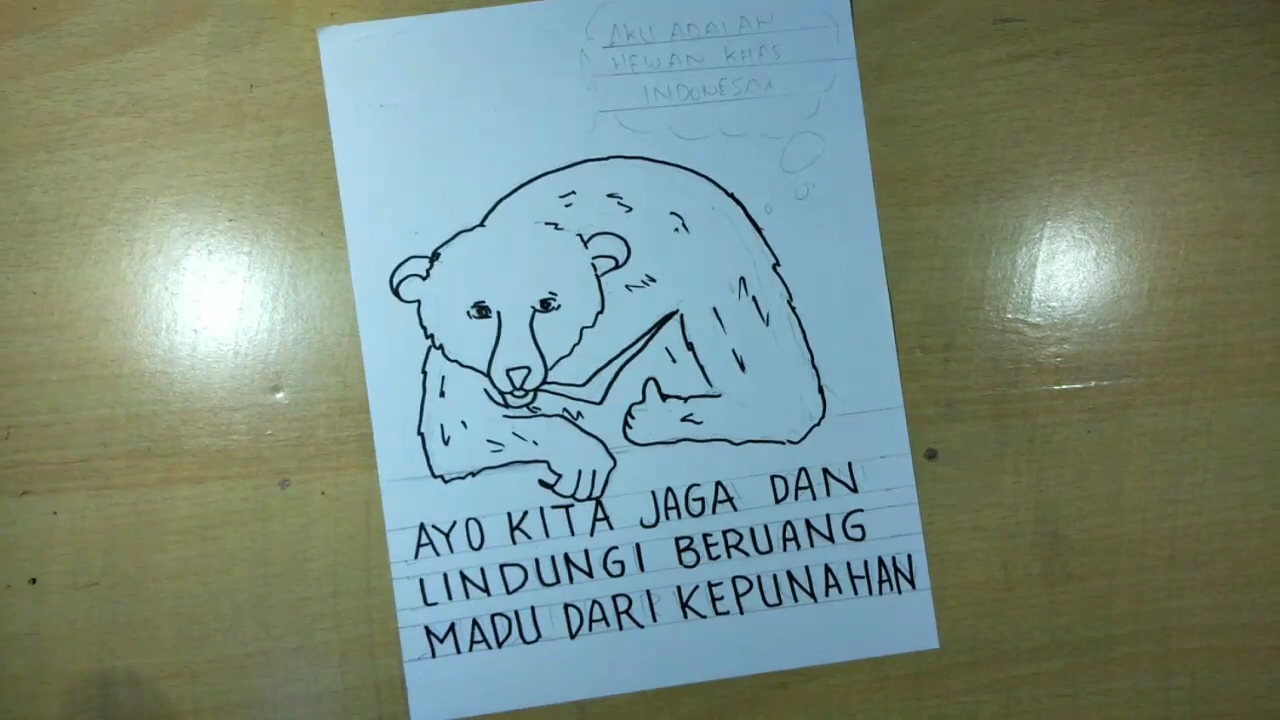 AKU ADALAH
HEWAN KHAS
INDONESIA
AYO KITA JAGA DAN
LINDUNGI BERUANG
MADU DARI KEPUNAHAN